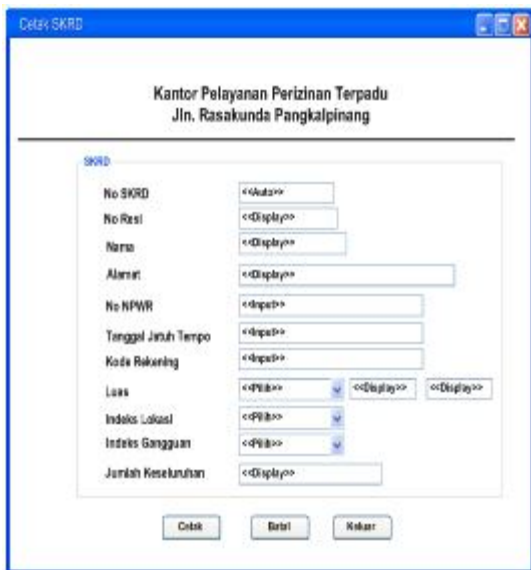 Cetak SKRD
Kantor Pelayanan Perizinan Terpadu
Jln. Rasakunda Pangkalpinang
SKRD
No SKRD <<Auto>>
No Resi <<Display>>
Nama <<Display>>
Alamat <<Display>>
No NPWR <<Input>>
Tanggal Jatuh Tempo <<Input>>
Kode Rekening <<Input>>
Luas <<Pilih>> <<Display>> <<Display>>
Indeks Lokasi <<Pilih>>
Indeks Gangguan <<Pilih>>
Jumlah Keseluruhan <<Display>>
Cetak Batal Keluar